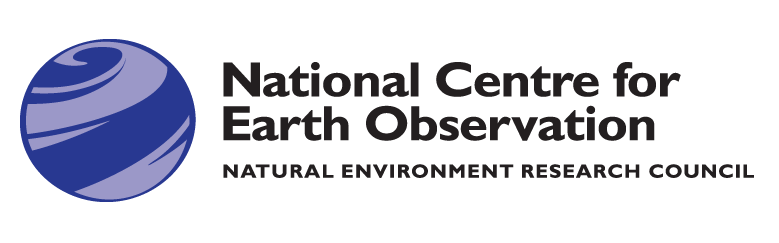 National Centre for
Earth Observation
NATURAL ENVIRONMENT RESEARCH COUNCIL